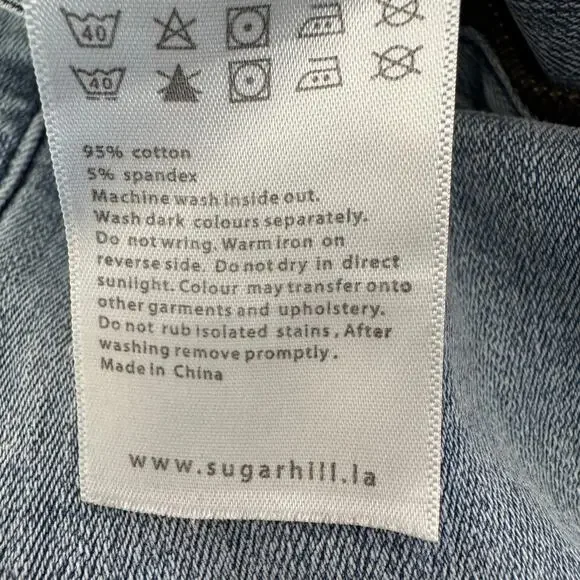 40
40
95% cotton
5% spandex
Machine wash inside out.
Wash dark colours separately.
Do not wring. Warm iron on
reverse side. Do not dry in direct
sunlight. Colour may transfer onto
other garments and upholstery.
Do not rub isolated stains, After
washing remove promptly.
Made in China
www.sugarhill.la